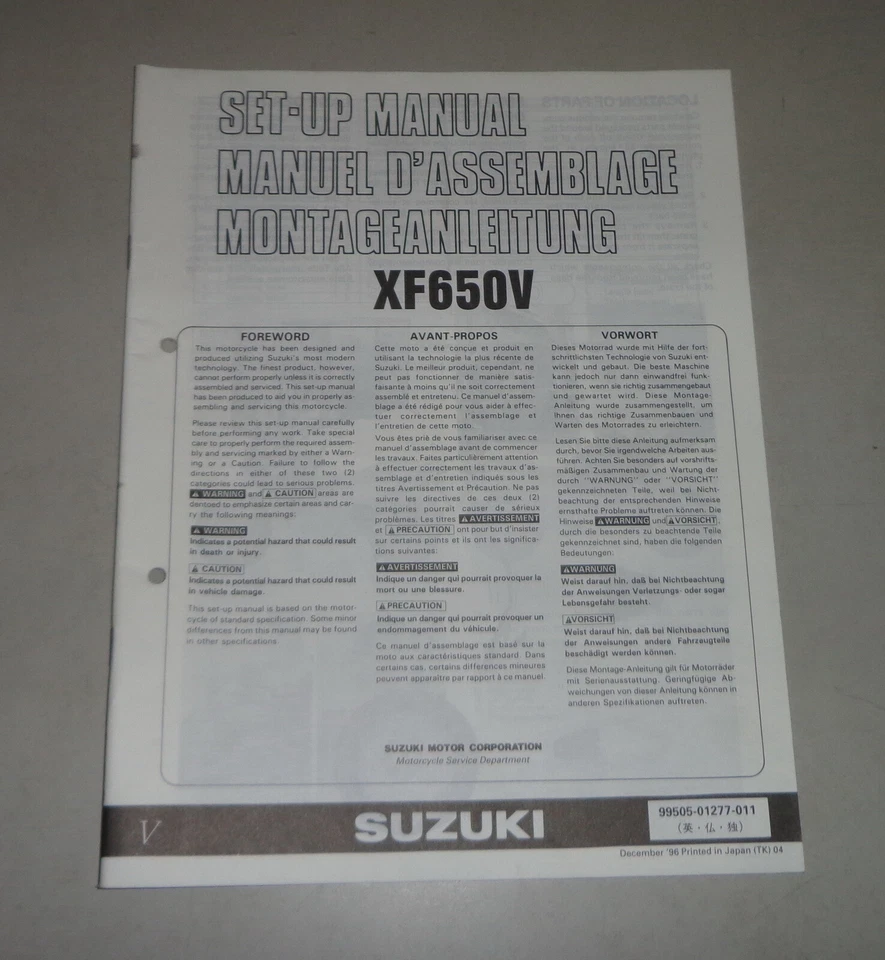 SET-UP MANUAL
MANUEL D'ASSEMBLAGE
MONTAGEANLEITUNG
XF650V
FOREWORD
This motorcycle has been designed and
produced utilizing Suzuki's most modern
technology. The finest product, however,
cannot perform properly unless it is correctly
assembled and serviced. This set-up manual
has been produced to aid you in properly as-
sembling and servicing this motorcycle.
Please review this set-up manual carefully
before performing any work. Take special
care to properly perform the required assem-
bly and servicing marked by either a Warn-
ing or a Caution. Failure to follow the
directions in either of these two (2)
categories could lead to serious problems.
⚠ WARNING and ⚠ CAUTION areas are
denoted to emphasize certain areas and car-
ry the following meanings:
⚠ WARNING
Indicates a potential hazard that could result
in death or injury.
⚠ CAUTION
Indicates a potential hazard that could result
in vehicle damage.
This set-up manual is based on the motor-
cycle of standard specification. Some minor
differences from this manual may be found
in other specifications.
AVANT-PROPOS
Cette moto a été conçue et produit en
utilisant la technologie la plus récente de
Suzuki. Le meilleur produit, cependant, ne
peut pas fonctionner de manière satis-
faisante à moins qu'il ne soit correctement
assemblé et entretenu. Ce manuel d'assem-
blage a été rédigé pour vous aider à effec-
tuer correctement l'assemblage et
l'entretien de cette moto.
Vous êtes prié de vous familiariser avec ce
manuel d'assemblage avant de commencer
les travaux. Faites particulièrement attention
à effectuer correctement les travaux d'as-
semblage et d'entretien indiqués sous les
titres Avertissement et Précaution. Ne pas
suivre les directives de ces deux (2)
catégories pourrait causer de sérieux
problèmes. Les titres ⚠ AVERTISSEMENT
et ⚠ PRÉCAUTION ont pour but d'insister
sur certains points et ils ont les significa-
tions suivantes:
⚠ AVERTISSEMENT
Indique un danger qui pourrait provoquer la
mort ou une blessure.
⚠ PRÉCAUTION
Indique un danger qui pourrait provoquer un
endommagement du véhicule.
Ce manuel d'assemblage est basé sur la
moto aux caractéristiques standard. Dans
certains cas, certains différences mineures
peuvent apparaître par rapport à ce manuel.
VORWORT
Dieses Motorrad wurde mit Hilfe der fort-
schrittlichsten Technologie von Suzuki ent-
wickelt und gebaut. Die beste Maschine
kann jedoch nur dann einwandfrei funk-
tionieren, wenn sie richtig zusammengebaut
und gewartet wird. Diese Montage-
Anleitung wurde zusammengestellt, um
Ihnen das richtige Zusammenbauen und
Warten des Motorrades zu erleichtern.
Lesen Sie bitte diese Anleitung aufmerksam
durch, bevor Sie irgendwelche Arbeiten aus-
führen. Achten Sie besonders auf vorschrifts-
mäßigen Zusammenbau und Wartung der
durch "WARNUNG" oder "VORSICHT"
gekennzeichneten Teile, weil bei Nicht-
beachtung der entsprechenden Hinweise
ernsthafte Probleme auftreten können. Die
Hinweise ⚠WARNUNG und ⚠VORSICHT,
durch die besonders zu beachtende Teile
gekennzeichnet sind, haben die folgenden
Bedeutungen.
⚠WARNUNG
Weist darauf hin, daß bei Nichtbeachtung
der Anweisungen Verletzungs- oder sogar
Lebensgefahr besteht.
⚠VORSICHT
Weist darauf hin, daß bei Nichtbeachtung
der Anweisungen andere Fahrzeugteile
beschädigt werden können.
Diese Montage-Anleitung gilt für Motorräder
mit Serienausstattung. Geringfügige Ab-
weichungen von dieser Anleitung können in
anderen Spezifikationen auftreten.
SUZUKI MOTOR CORPORATION
Motorcycle Service Department
V
SUZUKI
99505-01277-011
(英・仏・独)
December '96 Printed in Japan (TK) 04